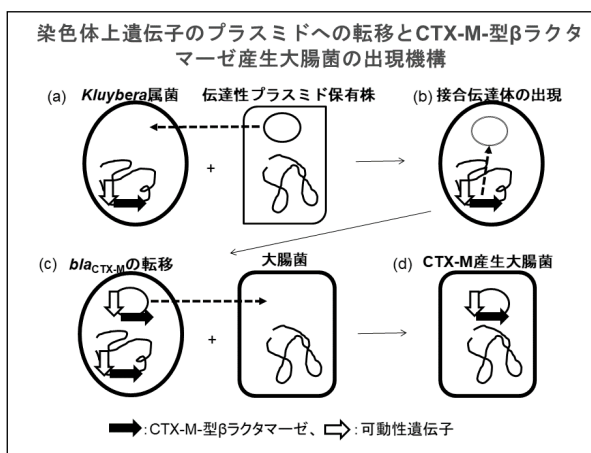 染色体上遺伝子のプラスミドへの転移とCTX-M-型βラクタ
マーゼ産生大腸菌の出現機構
(a) Kluybera属菌 伝達性プラスミド保有株 (b) 接合伝達体の出現
+
(c) blaCTX-Mの転移 大腸菌 (d) CTX-M産生大腸菌
+
:CTX-M-型βラクタマーゼ、 :可動性遺伝子